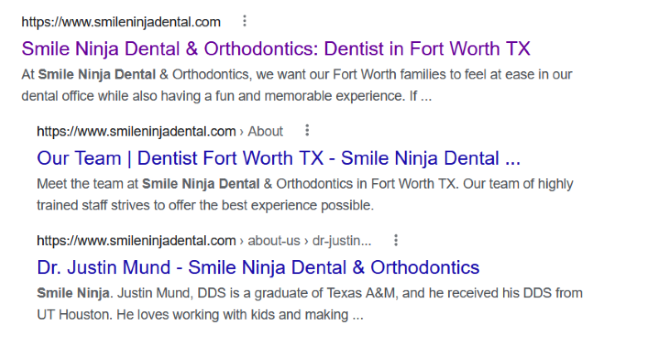 https://www.smileninjadental.com
Smile Ninja Dental & Orthodontics: Dentist in Fort Worth TX
At Smile Ninja Dental & Orthodontics, we want our Fort Worth families to feel at ease in our
dental office while also having a fun and memorable experience. If ...
https://www.smileninjadental.com › About
Our Team | Dentist Fort Worth TX - Smile Ninja Dental ...
Meet the team at Smile Ninja Dental & Orthodontics in Fort Worth TX. Our team of highly
trained staff strives to offer the best experience possible.
https://www.smileninjadental.com › about-us › dr-justin...
Dr. Justin Mund - Smile Ninja Dental & Orthodontics
Smile Ninja. Justin Mund, DDS is a graduate of Texas A&M, and he received his DDS from
UT Houston. He loves working with kids and making ...